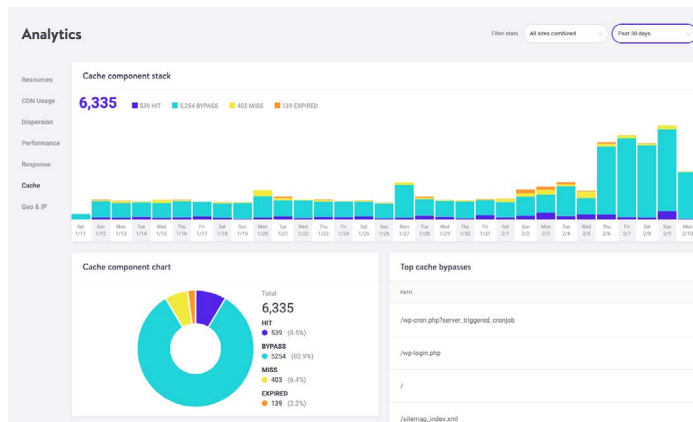 Analytics
Filter stats
All sites combined
Past 30 days
Resources
CDN Usage
Dispersion
Performance
Response
Cache
Geo & IP
Cache component stack
6,335 539 HIT 5,254 BYPASS 403 MISS 139 EXPIRED
Sat Sun Mon Tue Wed Thu Fri Sat Sun Mon Tue Wed Thu Fri Sat Sun Mon Tue Wed Thu Fri Sat Sun Mon Tue Wed Thu Fri Sat Sun Mon
1/11 1/12 1/13 1/14 1/15 1/16 1/17 1/18 1/19 1/20 1/21 1/22 1/23 1/24 1/25 1/26 1/27 1/28 1/29 1/30 1/31 2/1 2/2 2/3 2/4 2/5 2/6 2/7 2/8 2/9 2/10
Cache component chart
Total
6,335
HIT
539 (8.5%)
BYPASS
5254 (82.9%)
MISS
403 (6.4%)
EXPIRED
139 (2.2%)
Top cache bypasses
PATH
/wp-cron.php?server_triggered_cronjob
/wp-login.php
/
/sitemap_index.xml